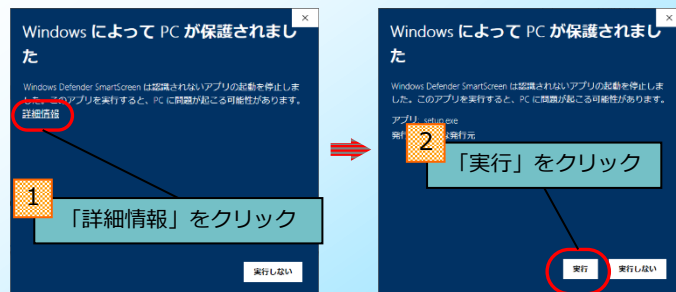 Windows によって PC が保護されまし
た
Windows Defender SmartScreen は認識されないアプリの起動を停止しま
した。このアプリを実行すると、PC に問題が起こる可能性があります。
詳細情報
1
「詳細情報」をクリック
実行しない
Windows によって PC が保護されまし
た
Windows Defender SmartScreen は認識されないアプリの起動を停止しま
した。このアプリを実行すると、PC に問題が起こる可能性があります。
アプリ: setup.exe
発行 な発行元
2
「実行」をクリック
実行
実行しない